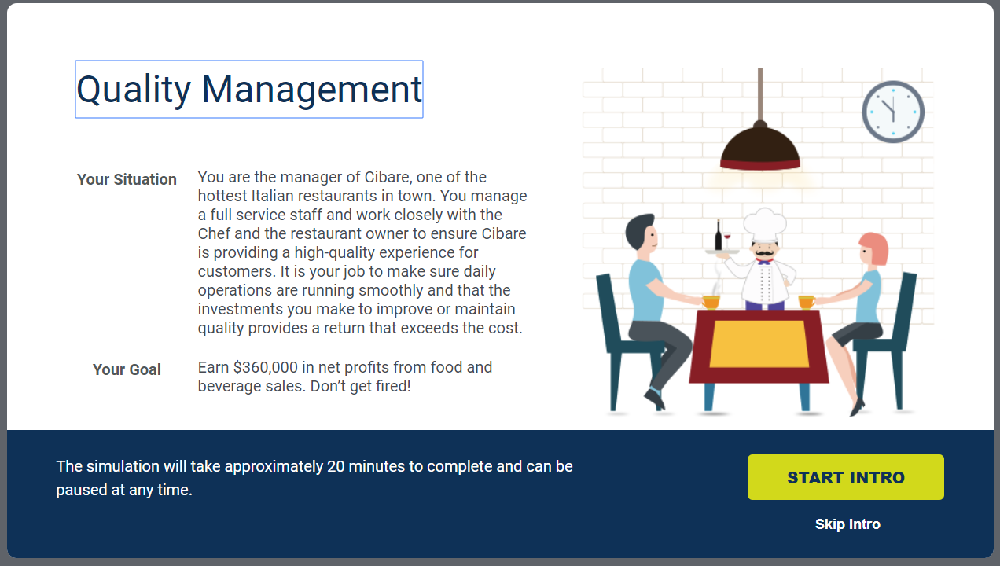 Quality Management
Your Situation
You are the manager of Cibare, one of the
hottest Italian restaurants in town. You manage
a full service staff and work closely with the
Chef and the restaurant owner to ensure Cibare
is providing a high-quality experience for
customers. It is your job to make sure daily
operations are running smoothly and that the
investments you make to improve or maintain
quality provides a return that exceeds the cost.
Your Goal
Earn $360,000 in net profits from food and
beverage sales. Don’t get fired!
The simulation will take approximately 20 minutes to complete and can be
paused at any time.
START INTRO
Skip Intro